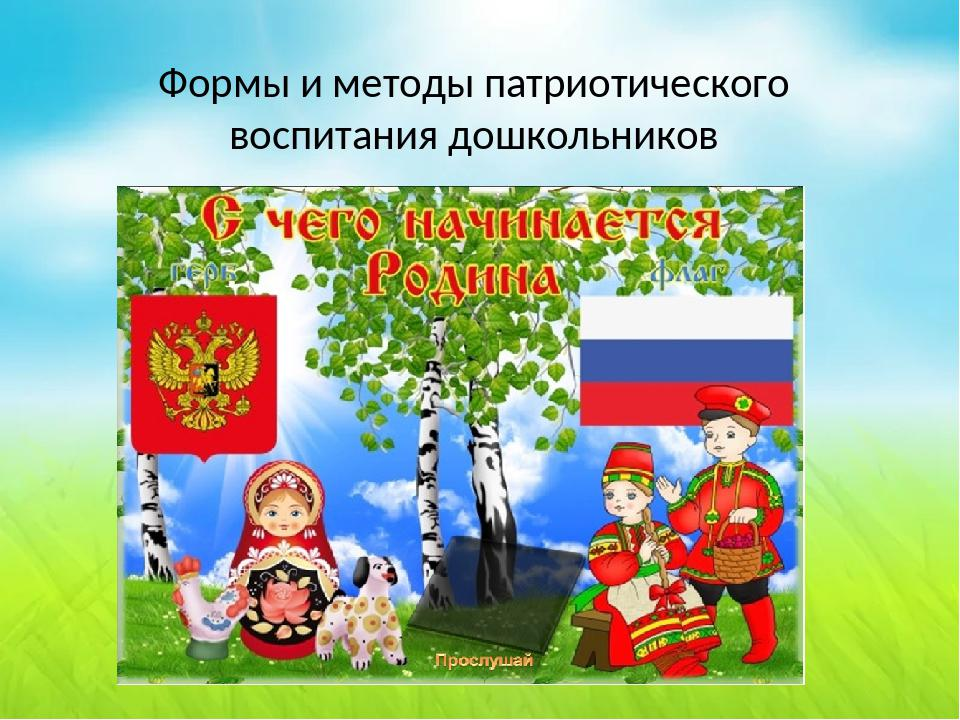 Формы и методы патриотического
воспитания дошкольников
С чего начинается
Родина
герб
флаг
Прослушай